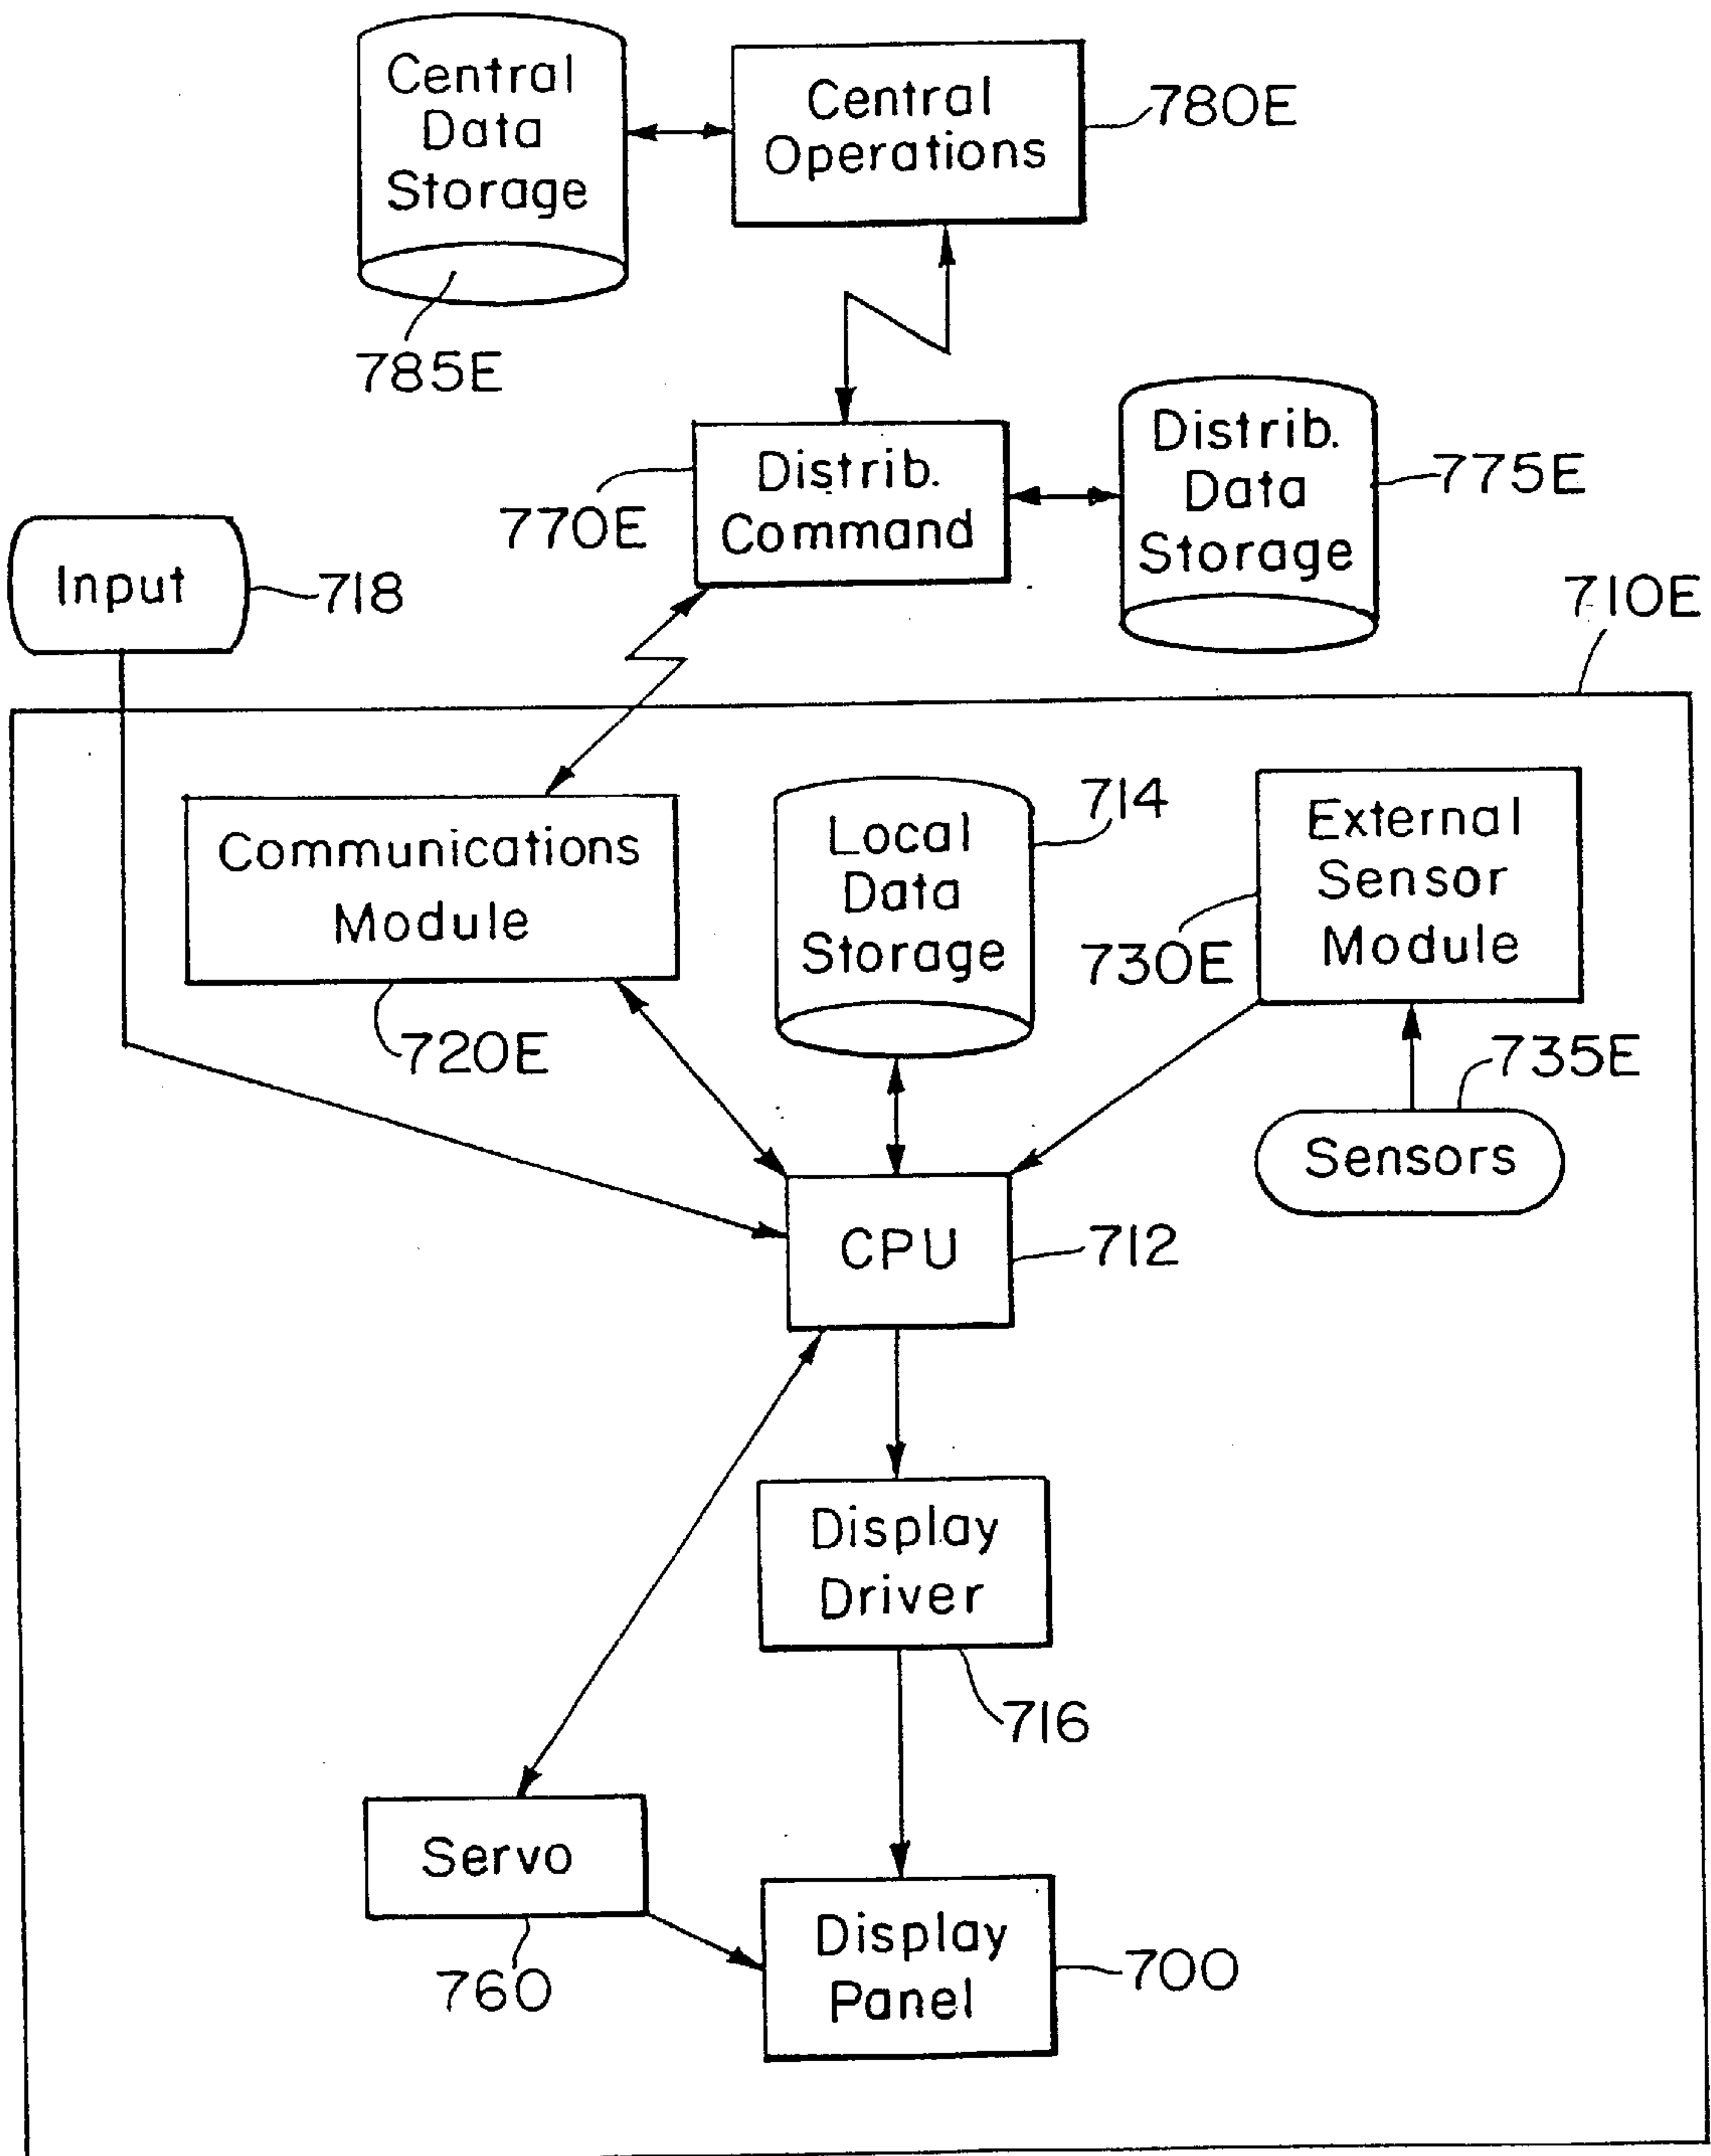 Central
Data
Storage
785E
Central
Operations
780E
Distrib.
Command
770E
Distrib.
Data
Storage
775E
Input
718
710E
Communications
Module
720E
Local
Data
Storage
714
External
Sensor
Module
730E
Sensors
735E
CPU
712
Display
Driver
716
Servo
760
Display
Panel
700